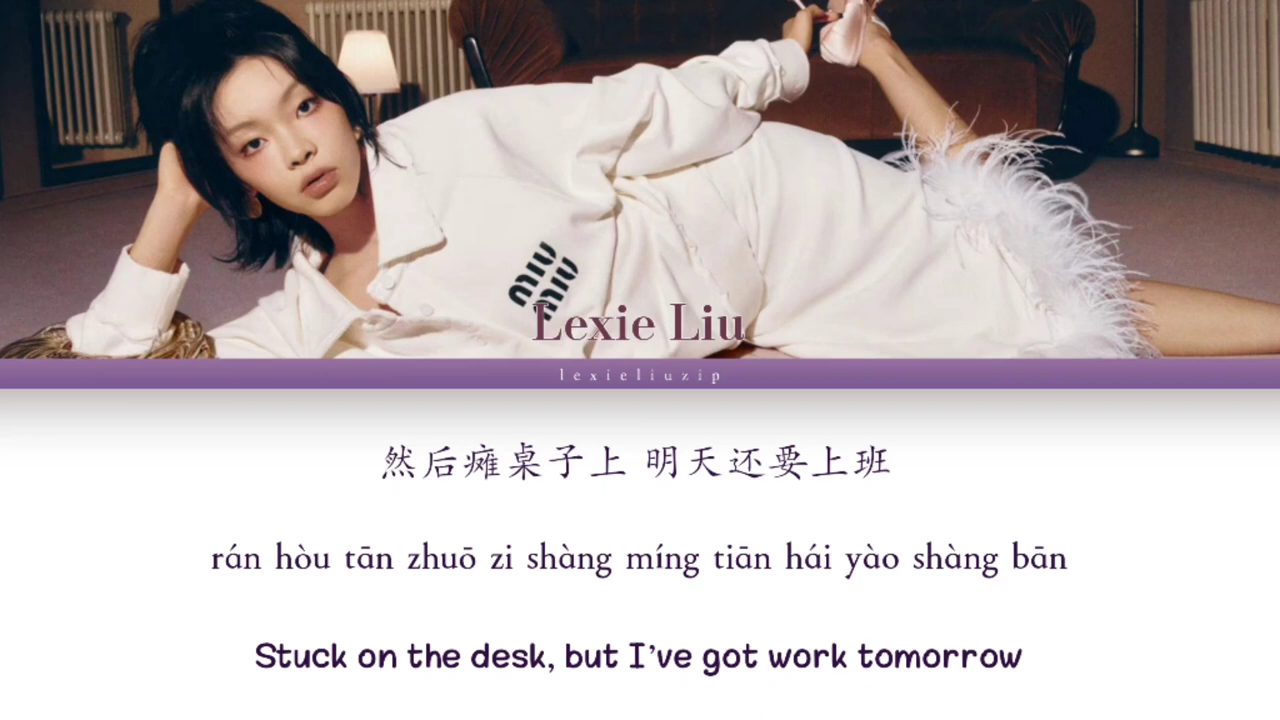 MIU
MIU
Lexie Liu
lexieliuzip
然后瘫桌子上 明天还要上班
rán hòu tān zhuō zi shàng míng tiān hái yào shàng bān
Stuck on the desk, but I've got work tomorrow